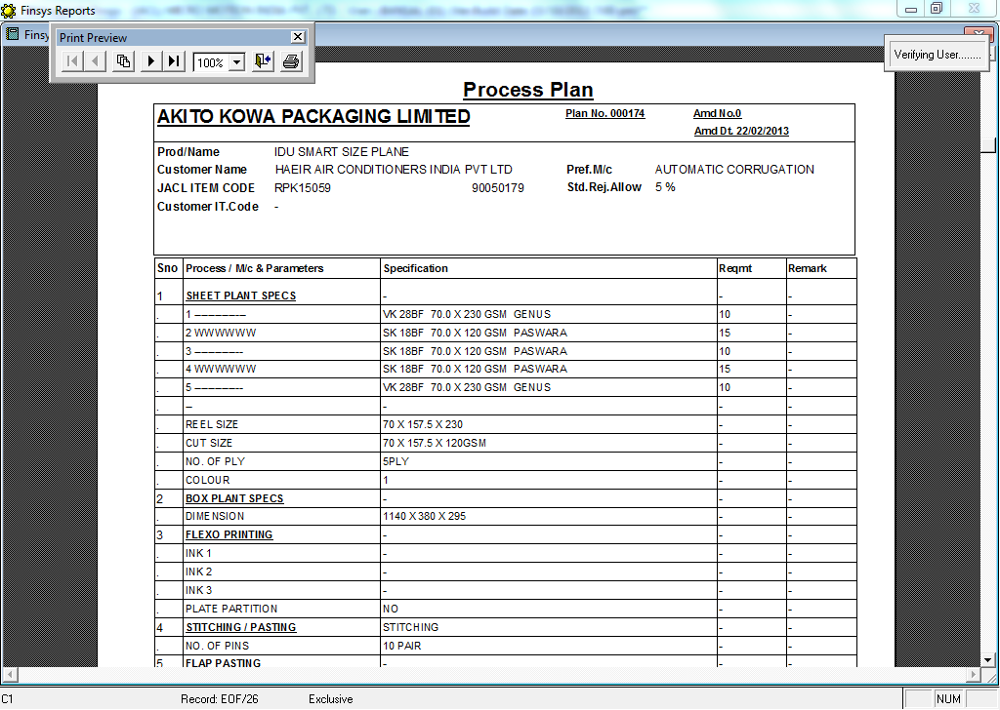 Finsys Reports
Finsy
Print Preview
100%
Verifying User........
Process Plan
AKITO KOWA PACKAGING LIMITED Plan No. 000174 Amd No.0
Amd Dt. 22/02/2013
Prod/Name IDU SMART SIZE PLANE
Customer Name HAEIR AIR CONDITIONERS INDIA PVT LTD Pref.M/c AUTOMATIC CORRUGATION
JACL ITEM CODE RPK15059 90050179 Std.Rej.Allow 5 %
Customer IT.Code -
Sno Process / M/c & Parameters Specification Reqmt Remark
1 SHEET PLANT SPECS - - -
. 1 -------------- VK 28BF 70.0 X 230 GSM GENUS 10 -
. 2 WWWWWW SK 18BF 70.0 X 120 GSM PASWARA 15 -
. 3 ------------- SK 18BF 70.0 X 120 GSM PASWARA 10 -
. 4 WWWWWW SK 18BF 70.0 X 120 GSM PASWARA 15 -
. 5 ------------- VK 28BF 70.0 X 230 GSM GENUS 10 -
. -- - - -
. REEL SIZE 70 X 157.5 X 230 - -
. CUT SIZE 70 X 157.5 X 120GSM - -
. NO. OF PLY 5PLY - -
. COLOUR 1 - -
2 BOX PLANT SPECS - - -
. DIMENSION 1140 X 380 X 295 - -
3 FLEXO PRINTING - - -
. INK 1 - - -
. INK 2 - - -
. INK 3 - - -
. PLATE PARTITION NO - -
4 STITCHING / PASTING STITCHING - -
. NO. OF PINS 10 PAIR - -
5 FLAP PASTING - - -
C1 Record: EOF/26 Exclusive NUM